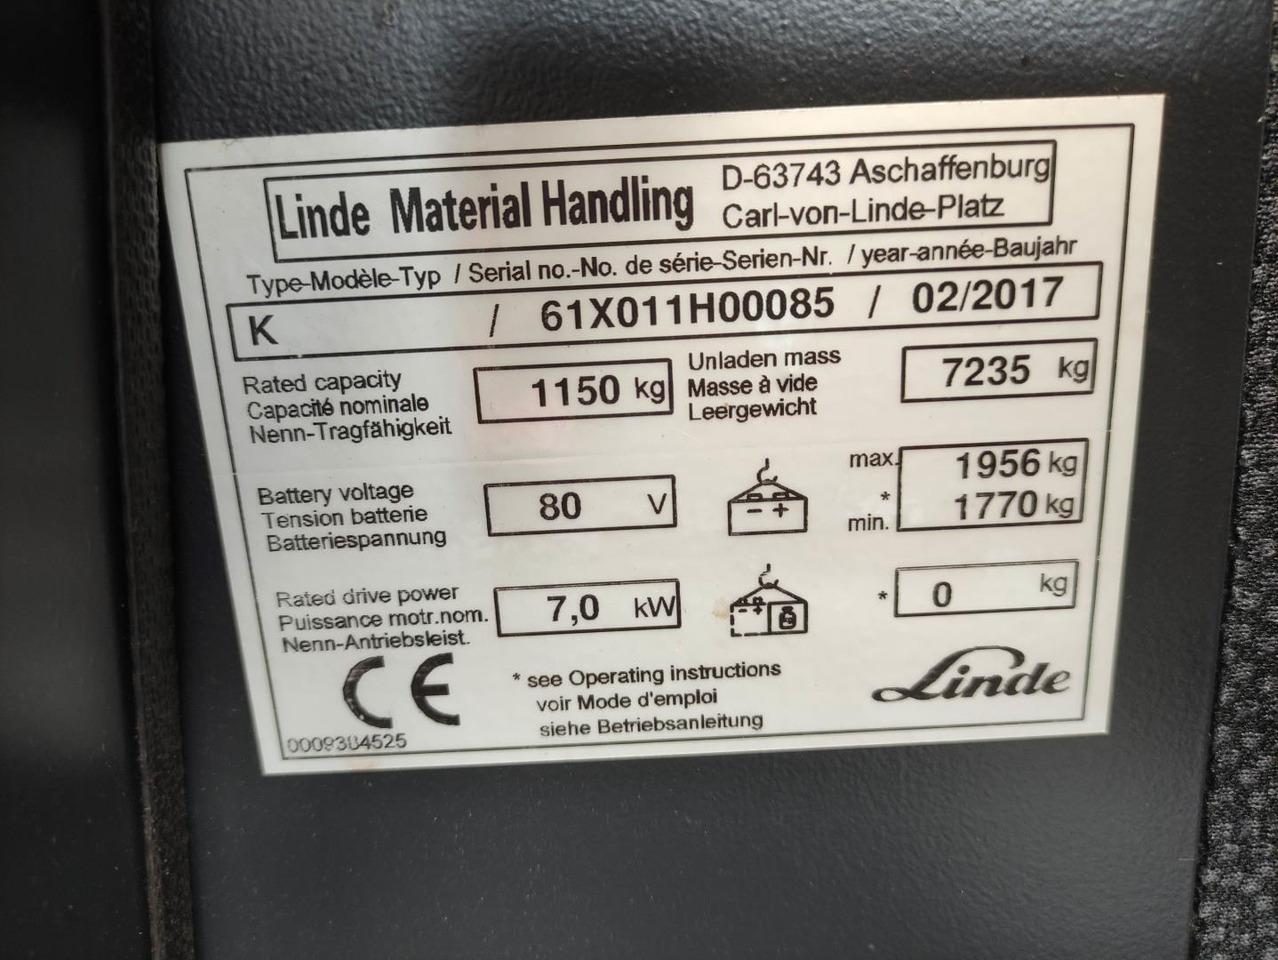 Linde Material Handling
D-63743 Aschaffenburg
Carl-von-Linde-Platz
Type-Modèle-Typ / Serial no.-No. de série-Serien-Nr. / year-année-Baujahr
K / 61X011H00085 / 02/2017
Rated capacity
Capacité nominale
Nenn-Tragfähigkeit
1150 kg
Unladen mass
Masse à vide
Leergewicht
7235 kg
Battery voltage
Tension batterie
Batteriespannung
80 V
- +
max.
*
min.
1956 kg
1770 kg
Rated drive power
Puissance motr.nom.
Nenn-Antriebsleist.
7,0 kW
- +
* 0 kg
CE
* see Operating instructions
voir Mode d'emploi
siehe Betriebsanleitung
Linde